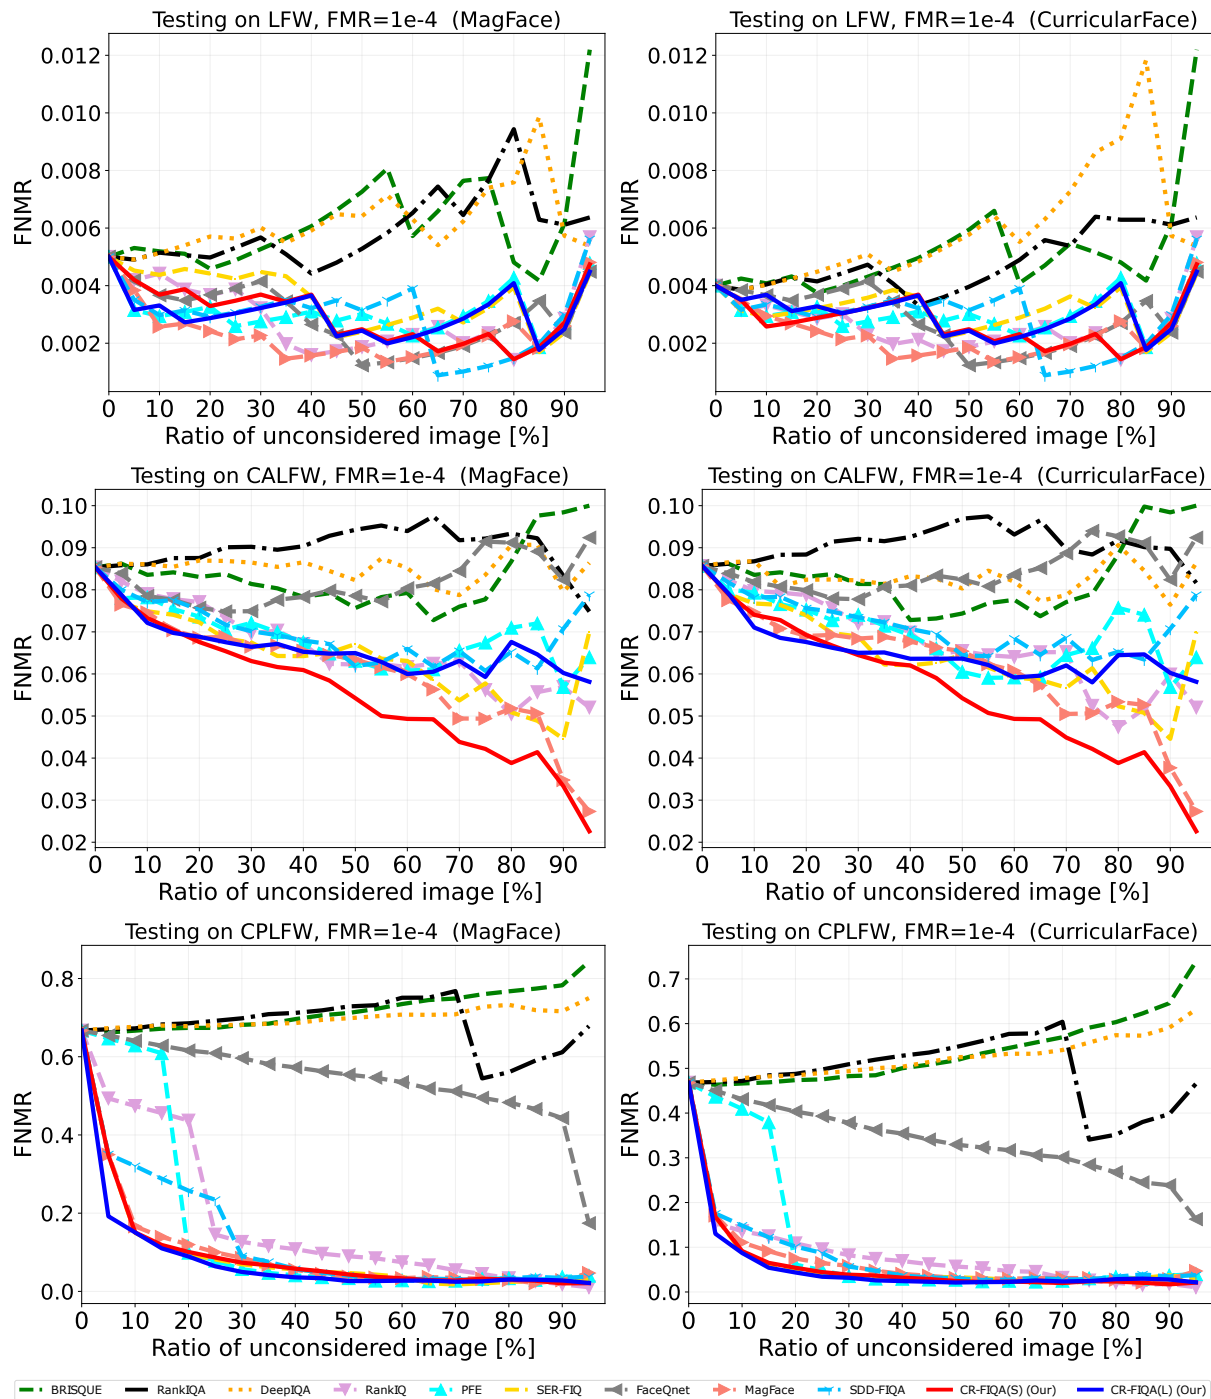 Testing on LFW, FMR=1e-4 (MagFace)
FNMR
0.012
0.010
0.008
0.006
0.004
0.002
0 10 20 30 40 50 60 70 80 90
Ratio of unconsidered image [%]
Testing on LFW, FMR=1e-4 (CurricularFace)
FNMR
0.012
0.010
0.008
0.006
0.004
0.002
0 10 20 30 40 50 60 70 80 90
Ratio of unconsidered image [%]
Testing on CALFW, FMR=1e-4 (MagFace)
FNMR
0.10
0.09
0.08
0.07
0.06
0.05
0.04
0.03
0.02
0 10 20 30 40 50 60 70 80 90
Ratio of unconsidered image [%]
Testing on CALFW, FMR=1e-4 (CurricularFace)
FNMR
0.10
0.09
0.08
0.07
0.06
0.05
0.04
0.03
0.02
0 10 20 30 40 50 60 70 80 90
Ratio of unconsidered image [%]
Testing on CPLFW, FMR=1e-4 (MagFace)
FNMR
0.8
0.6
0.4
0.2
0.0
0 10 20 30 40 50 60 70 80 90
Ratio of unconsidered image [%]
Testing on CPLFW, FMR=1e-4 (CurricularFace)
FNMR
0.7
0.6
0.5
0.4
0.3
0.2
0.1
0.0
0 10 20 30 40 50 60 70 80 90
Ratio of unconsidered image [%]
BRISQUE RankIQA DeepIQA RankIQ PFE SER-FIQ FaceQnet MagFace SDD-FIQA CR-FIQA(S) (Our) CR-FIQA(L) (Our)